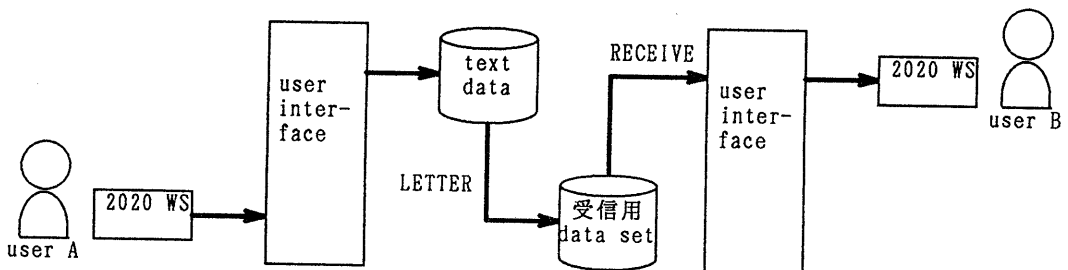 user A
2020 WS
user
inter-
face
text
data
LETTER
受信用
data set
RECEIVE
user
inter-
face
2020 WS
user B